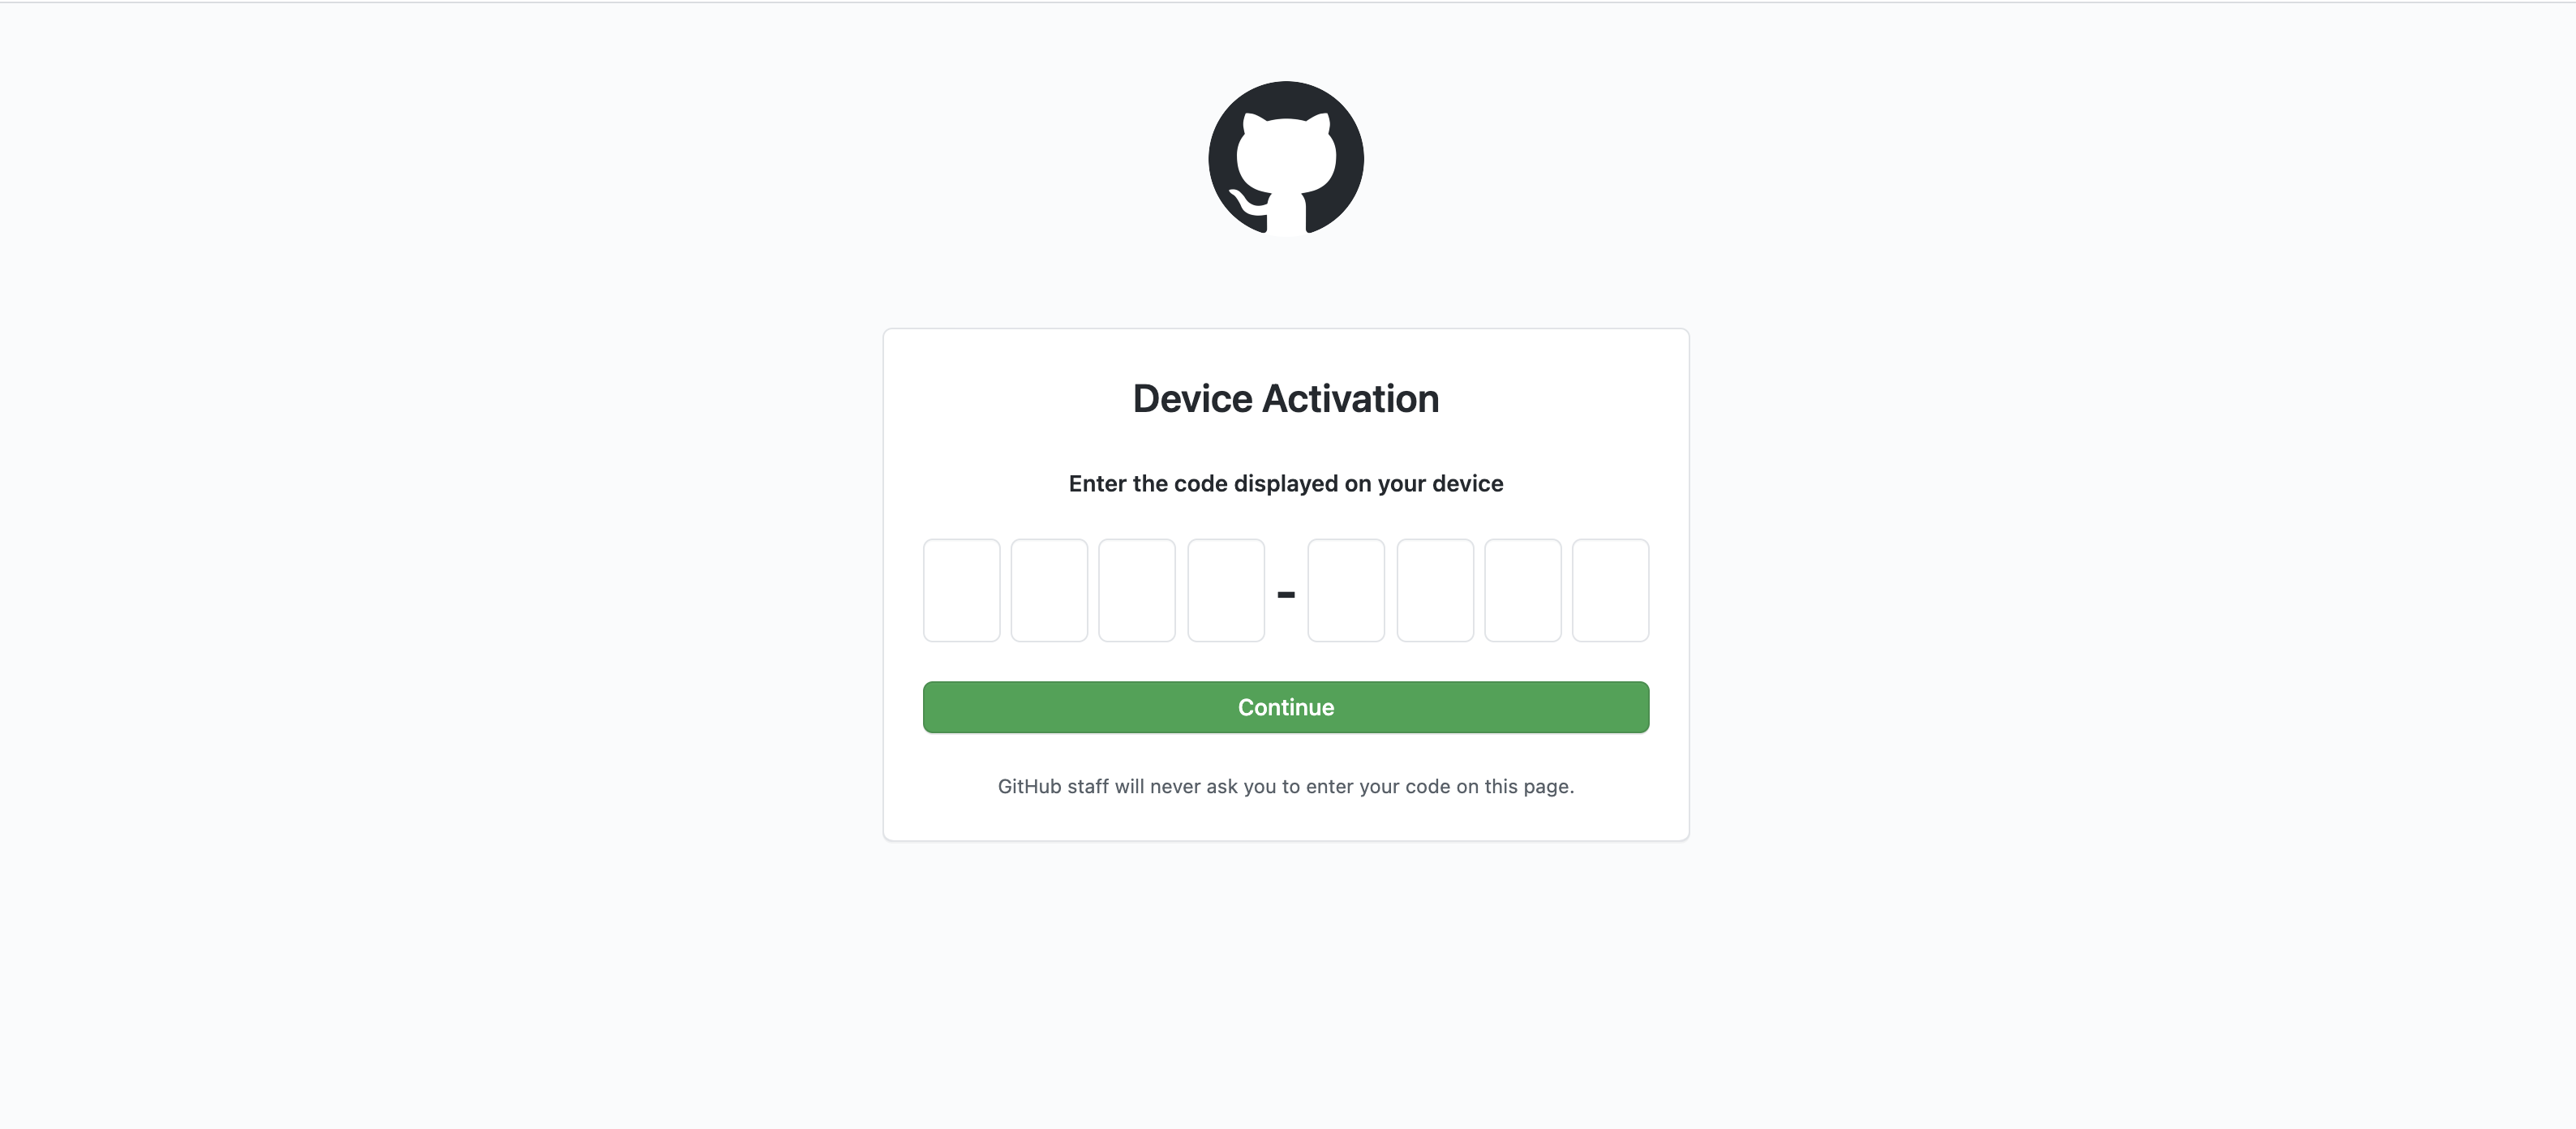 Device Activation
Enter the code displayed on your device
-
Continue
GitHub staff will never ask you to enter your code on this page.